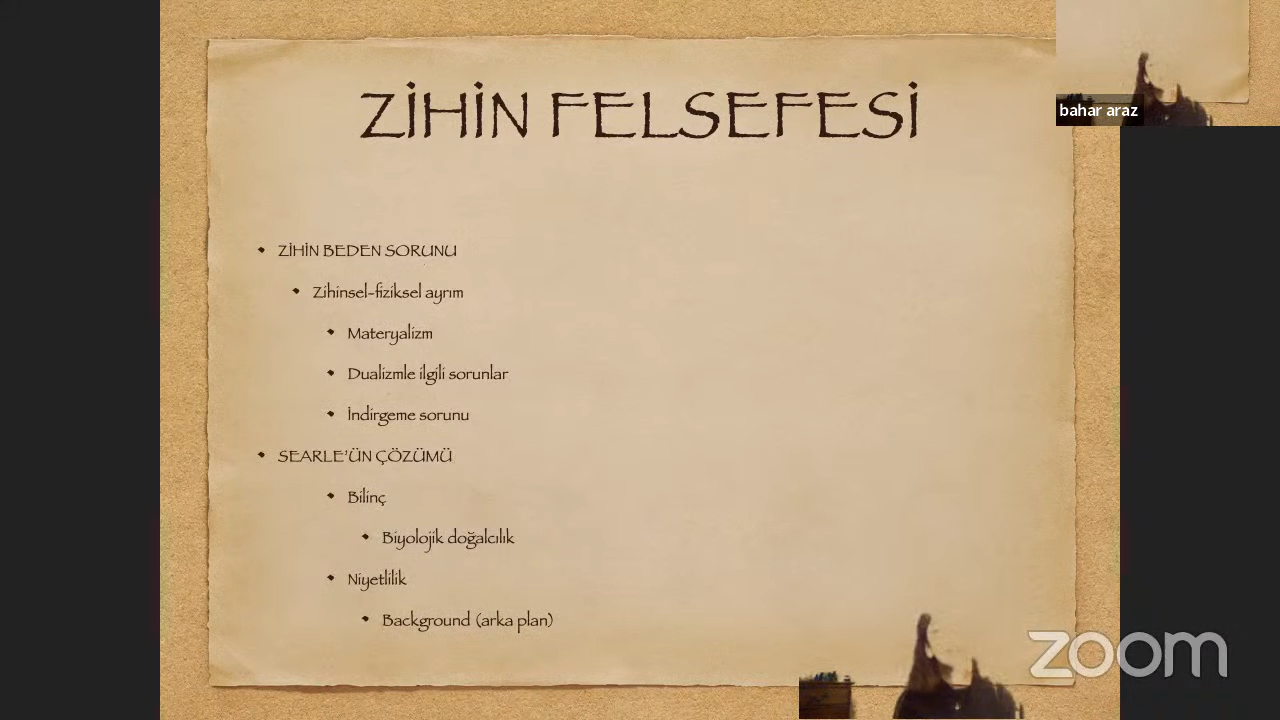 ZİHİN FELSEFESİ
bahar araz
• ZİHİN BEDEN SORUNU
• Zihinsel-fiziksel ayrım
• Materyalizm
• Dualizmle ilgili sorunlar
• İndirgeme sorunu
• SEARLE'ÜN ÇÖZÜMÜ
• Bilinç
• Biyolojik doğalcılık
• Niyetlilik
• Background (arka plan)
zoom